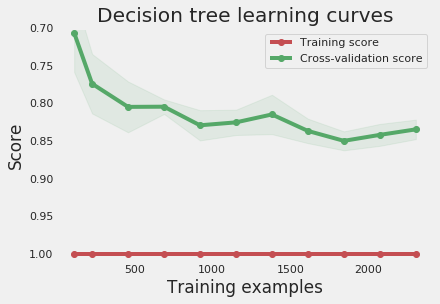 Decision tree learning curves
0.70
0.75
0.80
0.85
0.90
0.95
1.00
Score
Training score
Cross-validation score
500
1000
1500
2000
Training examples